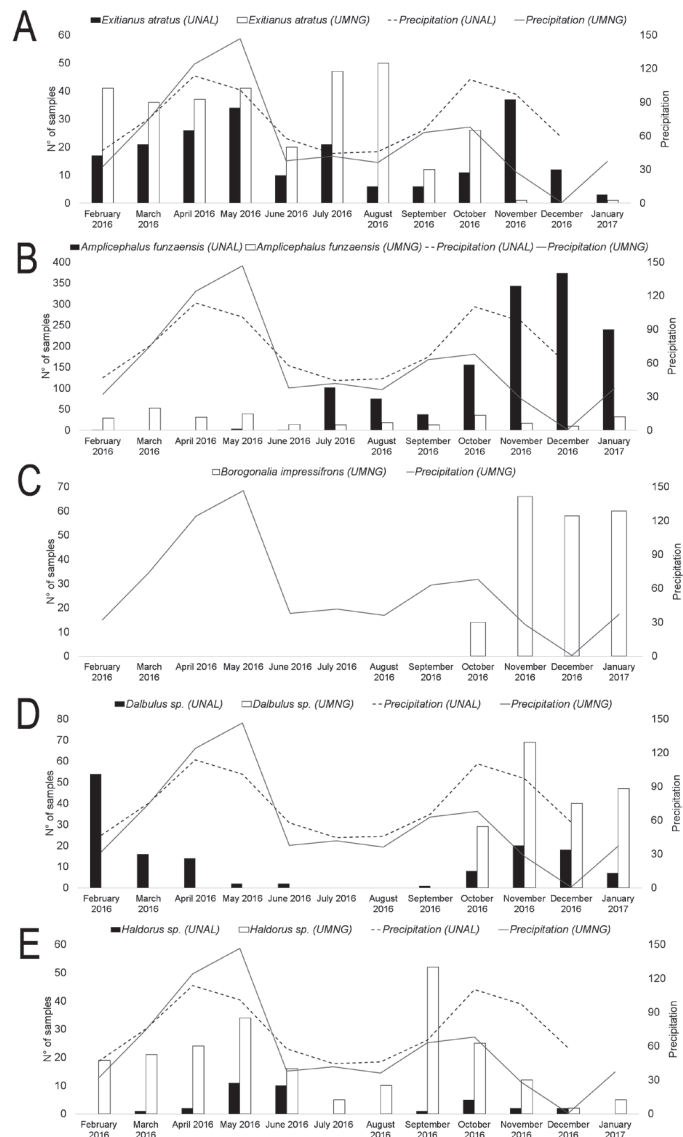 A
Exitianus atratus (UNAL) Exitianus atratus (UMNG) Precipitation (UNAL) Precipitation (UMNG)
60 150
50 120
40 90
30
20 60
10 30
0 0
N° of samples
Precipitation
February 2016 March 2016 April 2016 May 2016 June 2016 July 2016 August 2016 September 2016 October 2016 November 2016 December 2016 January 2017
B
Amplicephalus funzaensis (UNAL) Amplicephalus funzaensis (UMNG) Precipitation (UNAL) Precipitation (UMNG)
400 150
350
300 120
250 90
200
150 60
100 30
50
0 0
N° of samples
Precipitation
February 2016 March 2016 April 2016 May 2016 June 2016 July 2016 August 2016 September 2016 October 2016 November 2016 December 2016 January 2017
C
Borogonalia impressifrons (UMNG) Precipitation (UMNG)
70 150
60 120
50
40 90
30 60
20 30
10
0 0
N° of samples
Precipitation
February 2016 March 2016 April 2016 May 2016 June 2016 July 2016 August 2016 September 2016 October 2016 November 2016 December 2016 January 2017
D
Dalbulus sp. (UNAL) Dalbulus sp. (UMNG) Precipitation (UNAL) Precipitation (UMNG)
80 150
70
60 120
50 90
40
30 60
20 30
10
0 0
N° of samples
Precipitation
February 2016 March 2016 April 2016 May 2016 June 2016 July 2016 August 2016 September 2016 October 2016 November 2016 December 2016 January 2017
E
Haldorus sp. (UNAL) Haldorus sp. (UMNG) Precipitation (UNAL) Precipitation (UMNG)
60 150
50 120
40 90
30
20 60
10 30
0 0
N° of samples
Precipitation
February 2016 March 2016 April 2016 May 2016 June 2016 July 2016 August 2016 September 2016 October 2016 November 2016 December 2016 January 2017